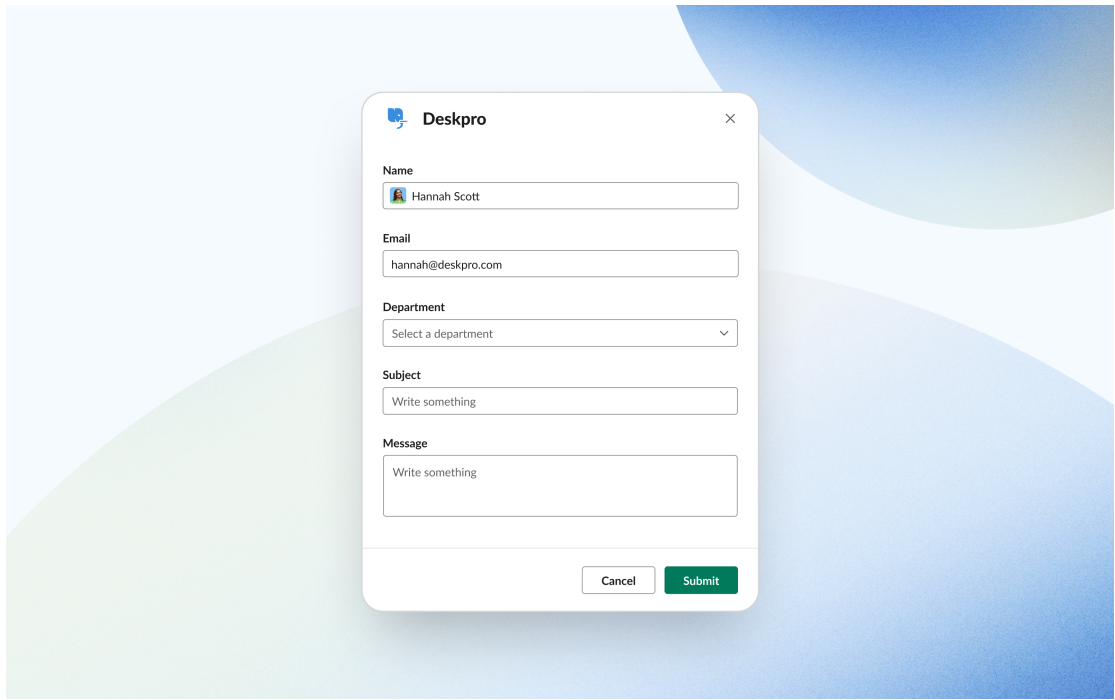 Deskpro
Name
Hannah Scott
Email
hannah@deskpro.com
Department
Select a department
Subject
Write something
Message
Write something
Cancel
Submit